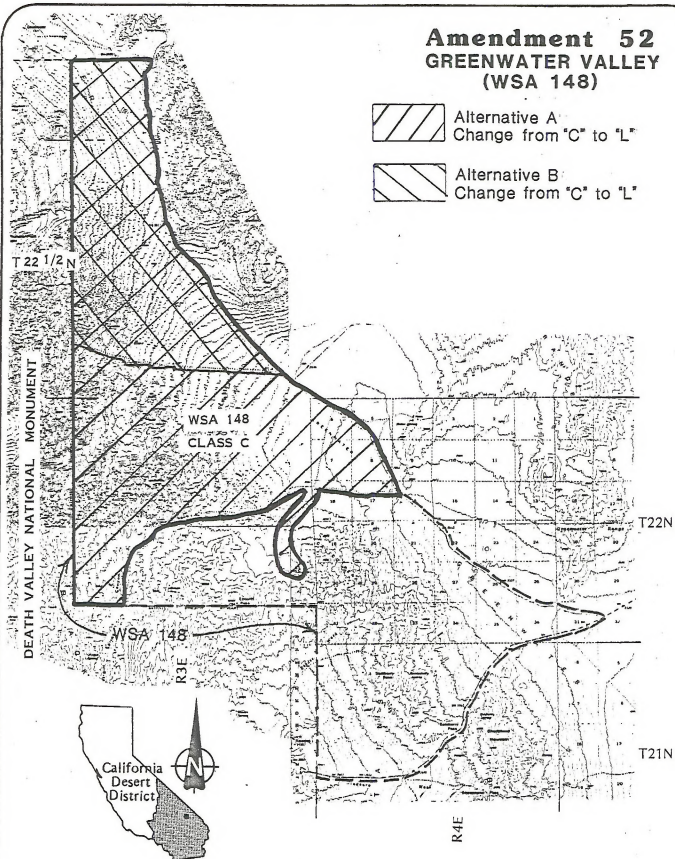 Amendment 52
GREENWATER VALLEY
(WSA 148)
Alternative A
Change from "C" to "L"
Alternative B
Change from "C" to "L"
T 22 1/2 N
DEATH VALLEY NATIONAL MONUMENT
WSA 148
CLASS C
T22N
WSA 148
R3E
California
Desert
District
N
T21N
R4E